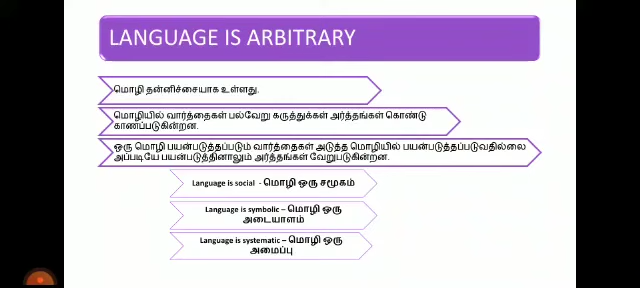 LANGUAGE IS ARBITRARY
மொழி தன்னிச்சையாக உள்ளது.
மொழியில் வார்த்தைகள் பல்வேறு கருத்துக்கள் அர்த்தங்கள் கொண்டு
காணப்படுகின்றன.
ஒரு மொழி பயன்படுத்தப்படும் வார்த்தைகள் அடுத்த மொழியில் பயன்படுத்தப்படுவதில்லை
அப்படியே பயன்படுத்தினாலும் அர்த்தங்கள் வேறுபடுகின்றன.
Language is social - மொழி ஒரு சமூகம்
Language is symbolic – மொழி ஒரு
அடையாளம்
Language is systematic – மொழி ஒரு
அமைப்பு